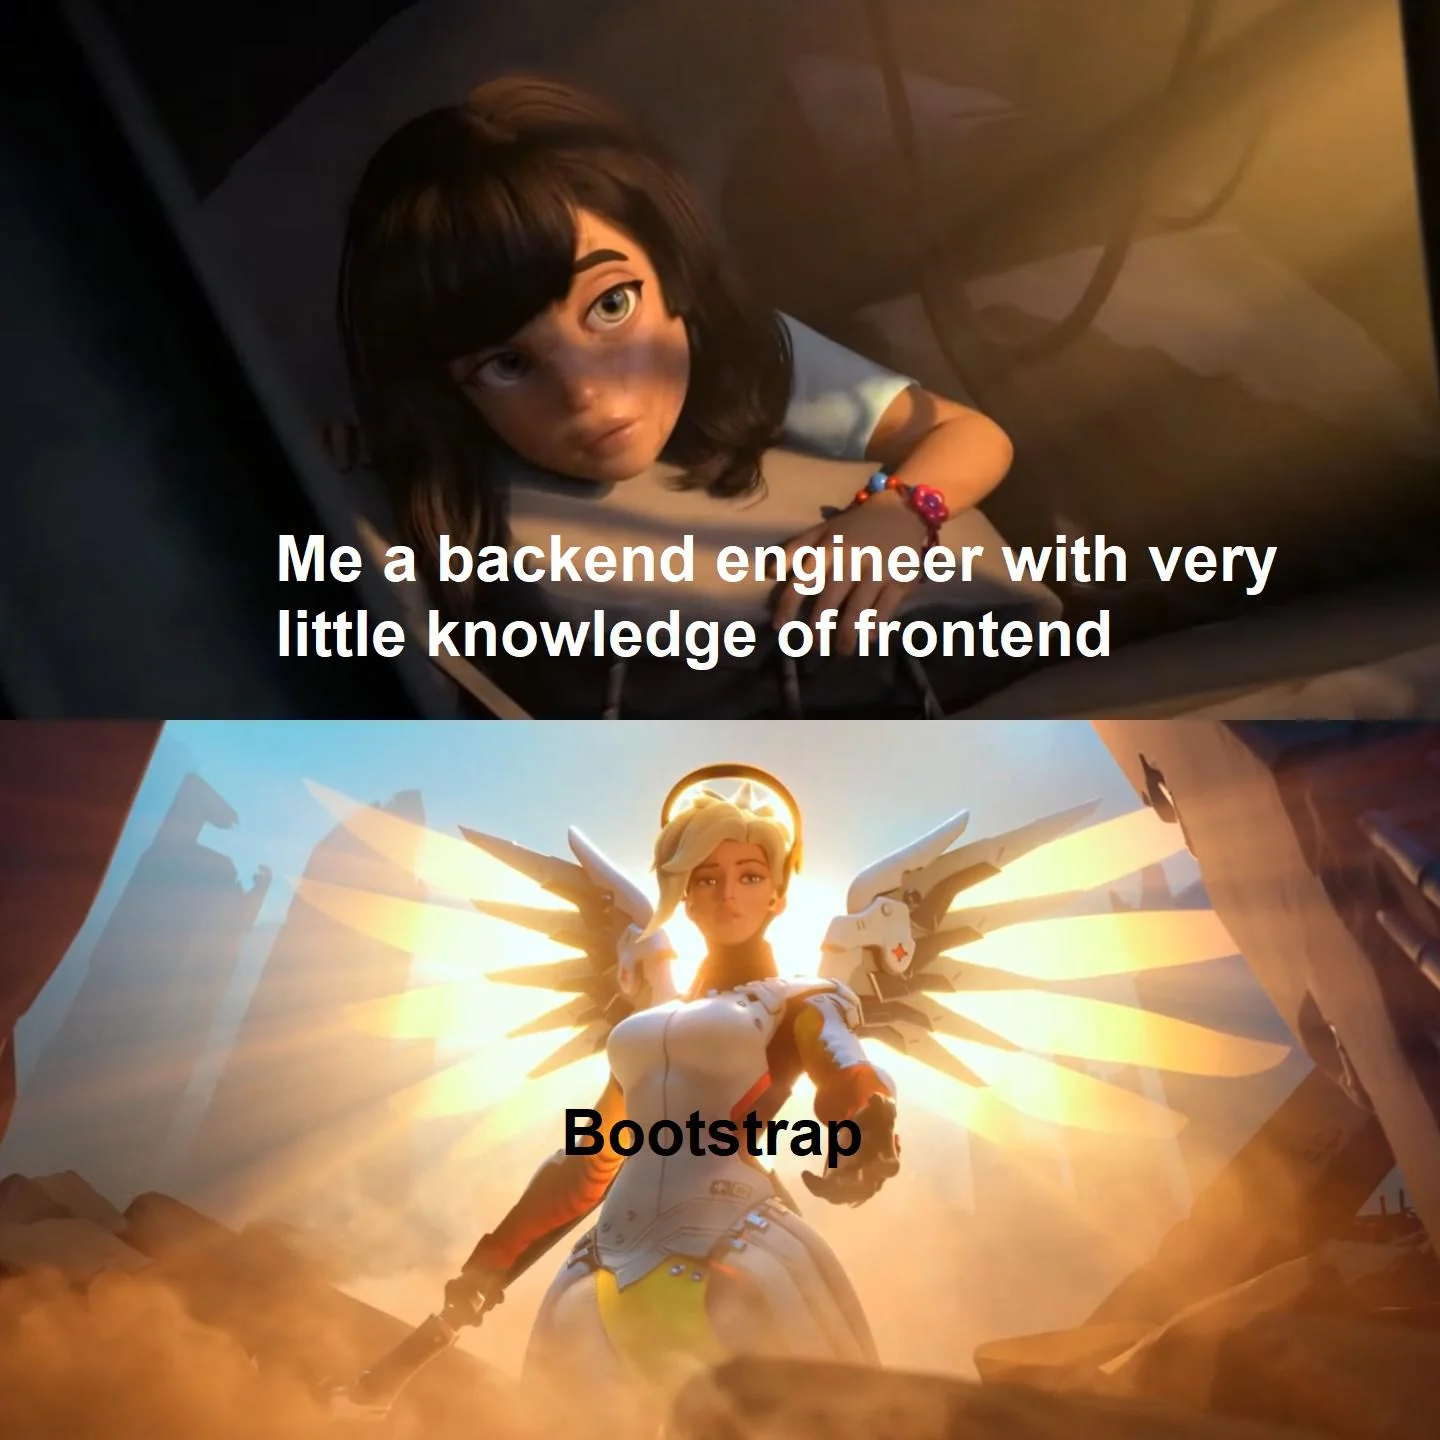 Me a backend engineer with very
little knowledge of frontend
Bootstrap